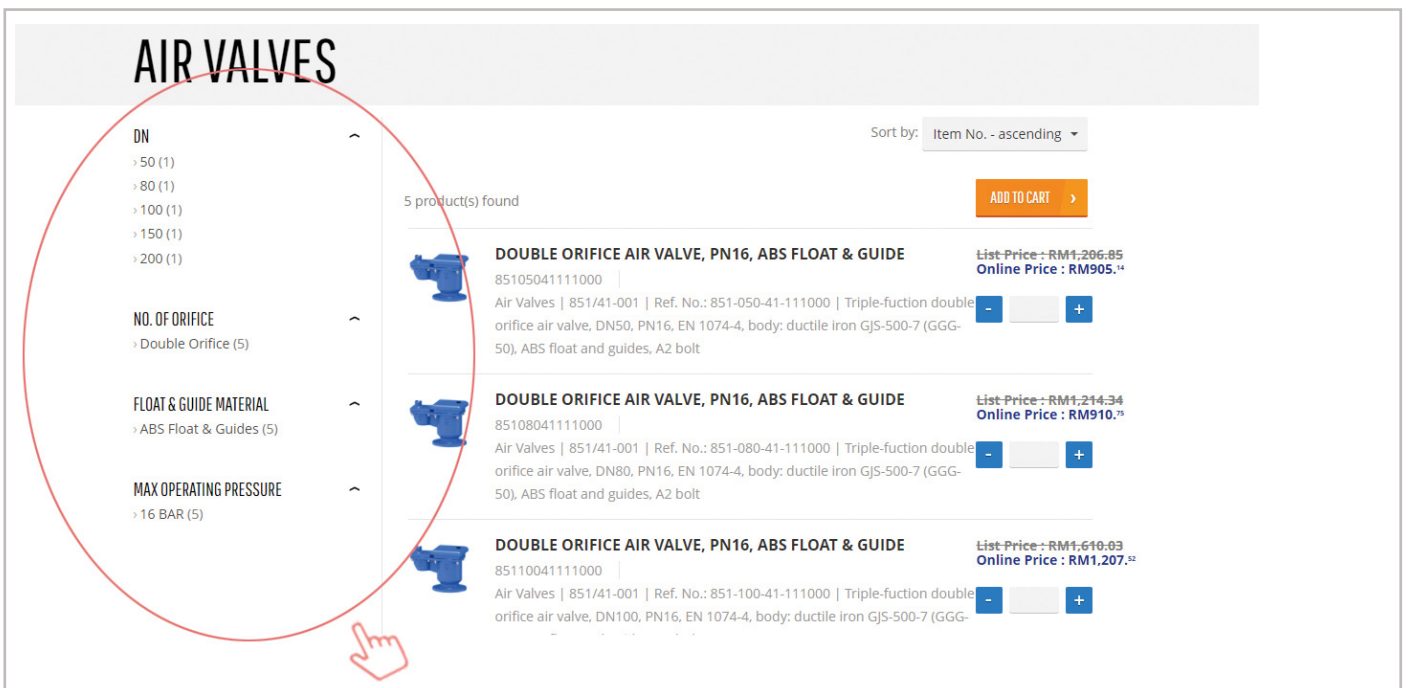 AIR VALVES
DN
› 50 (1)
› 80 (1)
› 100 (1)
› 150 (1)
› 200 (1)
NO. OF ORIFICE
› Double Orifice (5)
FLOAT & GUIDE MATERIAL
› ABS Float & Guides (5)
MAX OPERATING PRESSURE
› 16 BAR (5)
Sort by: Item No. - ascending
5 product(s) found
ADD TO CART ›
DOUBLE ORIFICE AIR VALVE, PN16, ABS FLOAT & GUIDE
85105041111000
Air Valves | 851/41-001 | Ref. No.: 851-050-41-111000 | Triple-fuction double
orifice air valve, DN50, PN16, EN 1074-4, body: ductile iron GJS-500-7 (GGG-
50), ABS float and guides, A2 bolt
List Price : RM1,206.85
Online Price : RM905.14
- +
DOUBLE ORIFICE AIR VALVE, PN16, ABS FLOAT & GUIDE
85108041111000
Air Valves | 851/41-001 | Ref. No.: 851-080-41-111000 | Triple-fuction double
orifice air valve, DN80, PN16, EN 1074-4, body: ductile iron GJS-500-7 (GGG-
50), ABS float and guides, A2 bolt
List Price : RM1,214.34
Online Price : RM910.75
- +
DOUBLE ORIFICE AIR VALVE, PN16, ABS FLOAT & GUIDE
85110041111000
Air Valves | 851/41-001 | Ref. No.: 851-100-41-111000 | Triple-fuction double
orifice air valve, DN100, PN16, EN 1074-4, body: ductile iron GJS-500-7 (GGG-
List Price : RM1,610.03
Online Price : RM1,207.52
- +